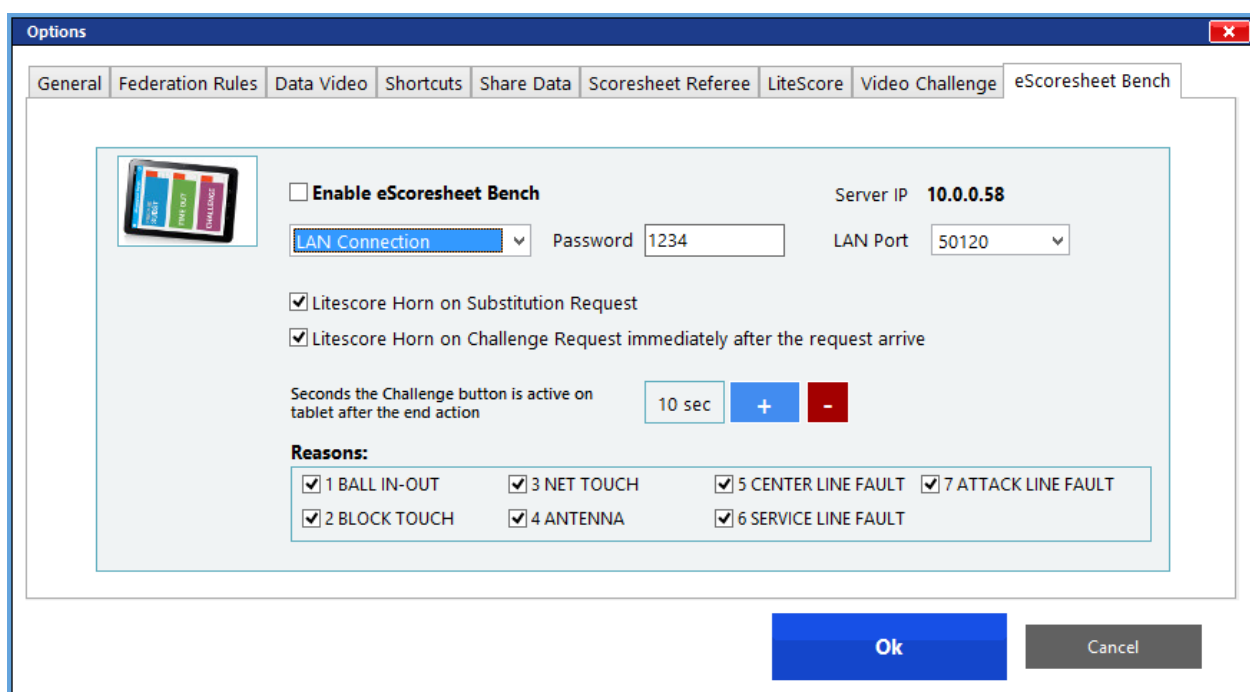 Options
General Federation Rules Data Video Shortcuts Share Data Scoresheet Referee LiteScore Video Challenge eScoresheet Bench
Enable eScoresheet Bench Server IP 10.0.0.58
LAN Connection Password 1234 LAN Port 50120
TIME OUT
CHALLENGE
Litescore Horn on Substitution Request
Litescore Horn on Challenge Request immediately after the request arrive
Seconds the Challenge button is active on
tablet after the end action
10 sec + -
Reasons:
1 BALL IN-OUT 3 NET TOUCH 5 CENTER LINE FAULT 7 ATTACK LINE FAULT
2 BLOCK TOUCH 4 ANTENNA 6 SERVICE LINE FAULT
Ok Cancel